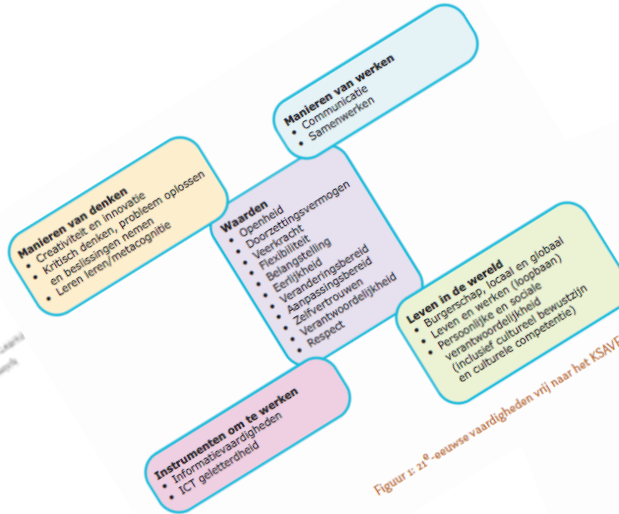 Manieren van werken
• Communicatie
• Samenwerken
Manieren van denken
• Creativiteit en innovatie
• Kritisch denken, probleem oplossen
en beslissingen nemen
• Leren leren/metacognitie
Waarden
• Openheid
• Doorzettingsvermogen
• Veerkracht
• Flexibiliteit
• Belangstelling
• Eerlijkheid
• Veranderingsbereid
• Aanpassingsbereid
• Zelfvertrouwen
• Verantwoordelijkheid
• Respect
Leven in de wereld
• Burgerschap, locaal en globaal
• Leven en werken (loopbaan)
• Persoonlijke en sociale
verantwoordelijkheid
(inclusief cultureel bewustzijn
en culturele competentie)
Instrumenten om te werken
• Informatievaardigheden
• ICT geletterdheid
Figuur 1: 21e-eeuwse vaardigheden vrij naar het KSAVE